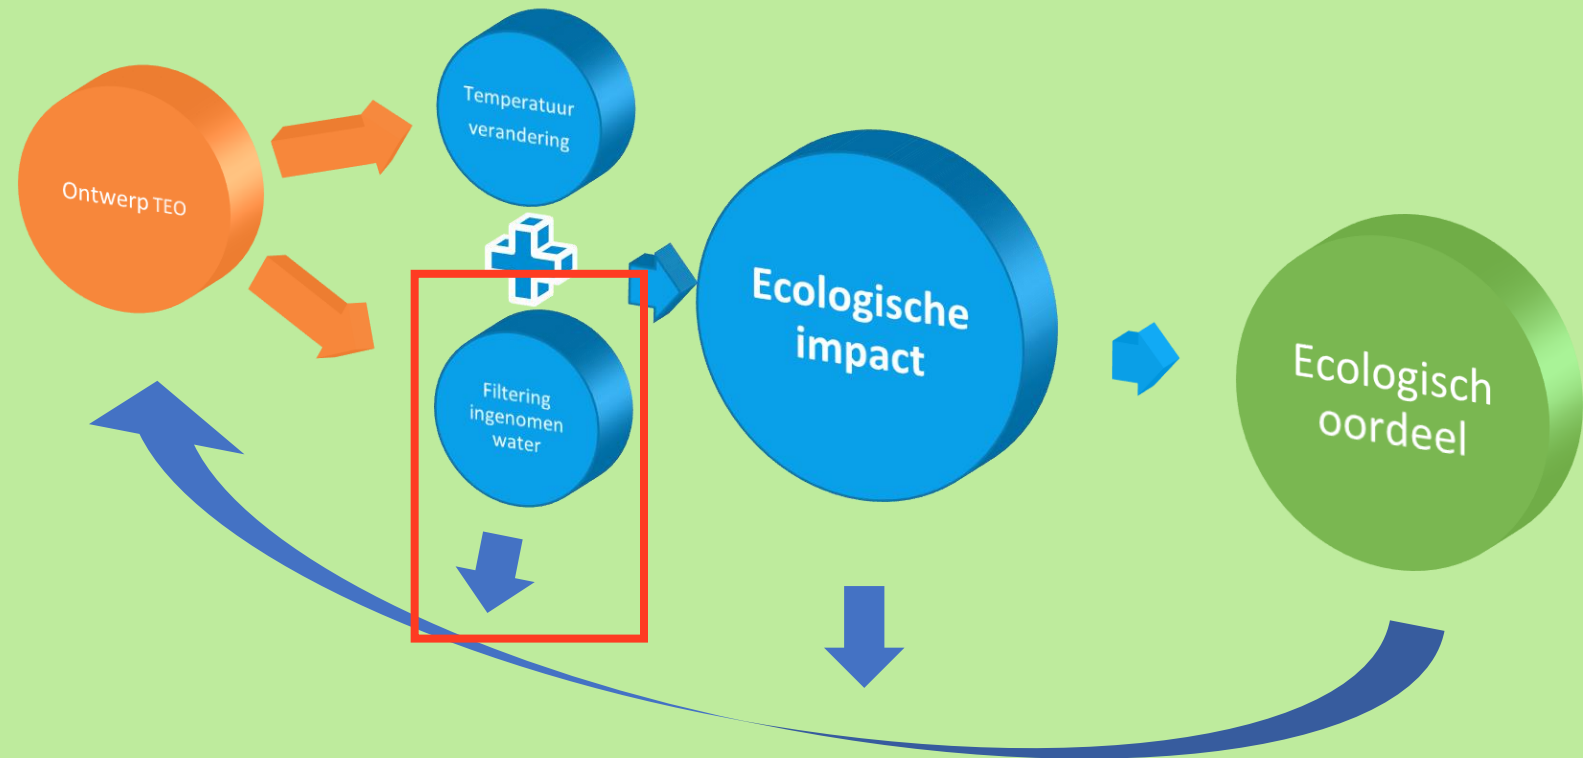 Ontwerp TEO
Temperatuur
verandering
Filtering
ingenomen
water
Ecologische
impact
Ecologisch
oordeel